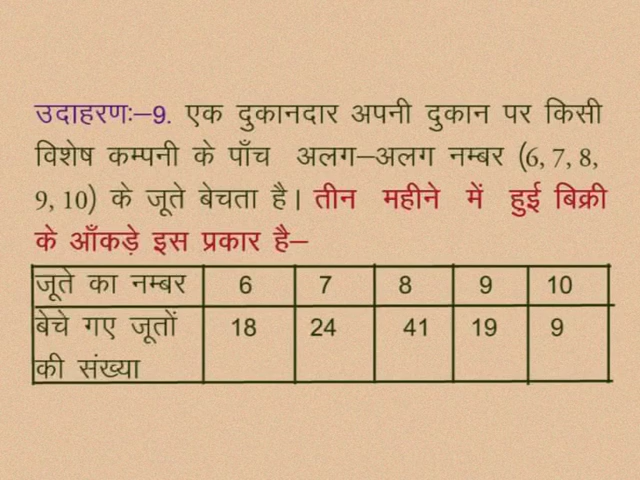 उदाहरणः–9. एक दुकानदार अपनी दुकान पर किसी
विशेष कम्पनी के पाँच अलग–अलग नम्बर (6, 7, 8,
9, 10) के जूते बेचता है। तीन महीने में हुई बिक्री
के आँकड़े इस प्रकार है–
जूते का नम्बर 6 7 8 9 10
बेचे गए जूतों 18 24 41 19 9
की संख्या